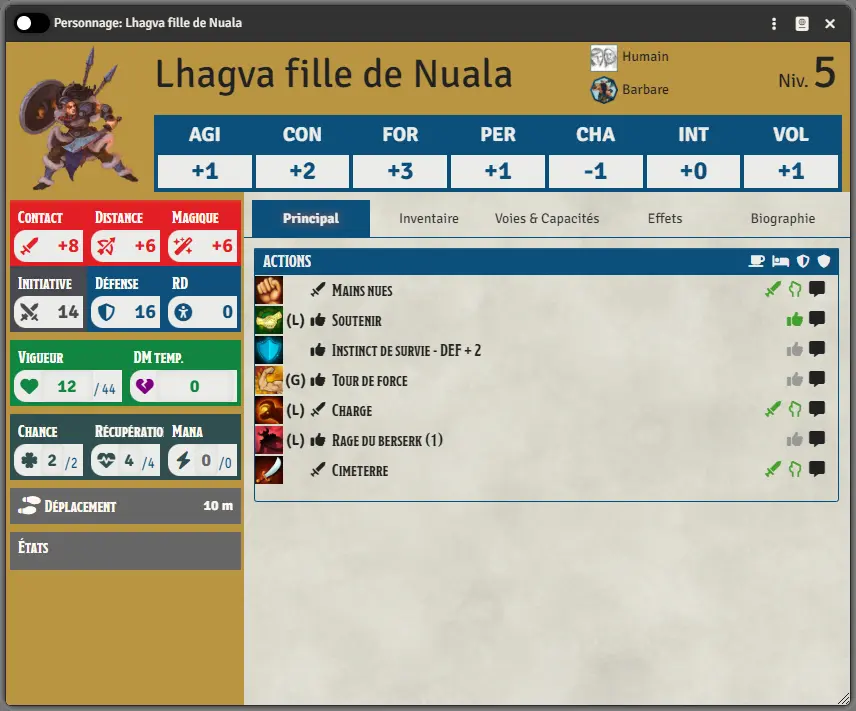 Personnage: Lhagva fille de Nuala
Lhagva fille de Nuala
Humain
Barbare
Niv. 5
AGI CON FOR PER CHA INT VOL
+1 +2 +3 +1 -1 +0 +1
Contact Distance Magique
+8 +6 +6
Initiative Défense RD
14 16 0
Vigueur DM temp.
12 / 44 0
Chance Récupératio Mana
2 /2 4 /4 0 /0
Déplacement 10 m
États
Principal Inventaire Voies & Capacités Effets Biographie
Actions
Mains nues
(L) Soutenir
Instinct de survie - DEF + 2
(G) Tour de force
(L) Charge
(L) Rage du berserk (1)
Cimeterre